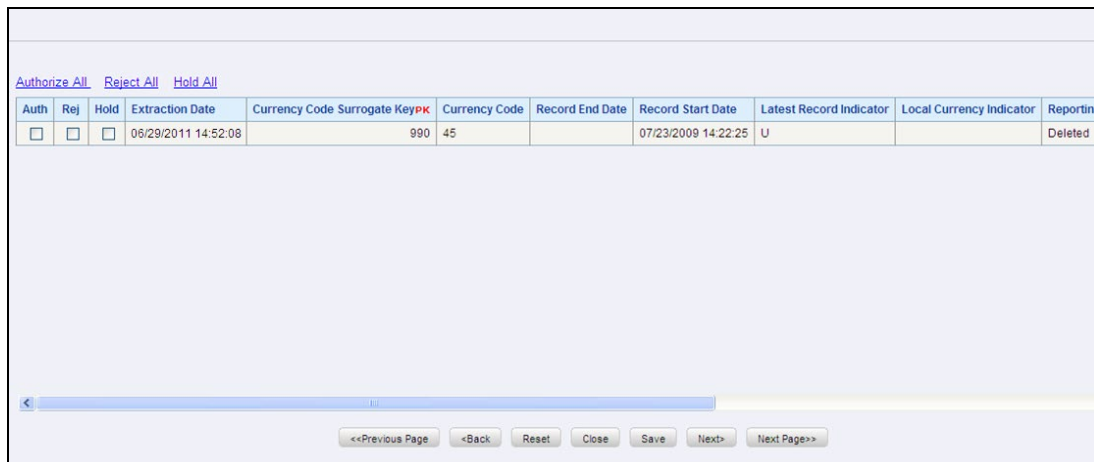 Authorize All Reject All Hold All
Auth Rej Hold Extraction Date Currency Code Surrogate KeyPK Currency Code Record End Date Record Start Date Latest Record Indicator Local Currency Indicator Reportin
06/29/2011 14:52:08 990 45 07/23/2009 14:22:25 U Deleted
<<Previous Page <Back Reset Close Save Next> Next Page>>